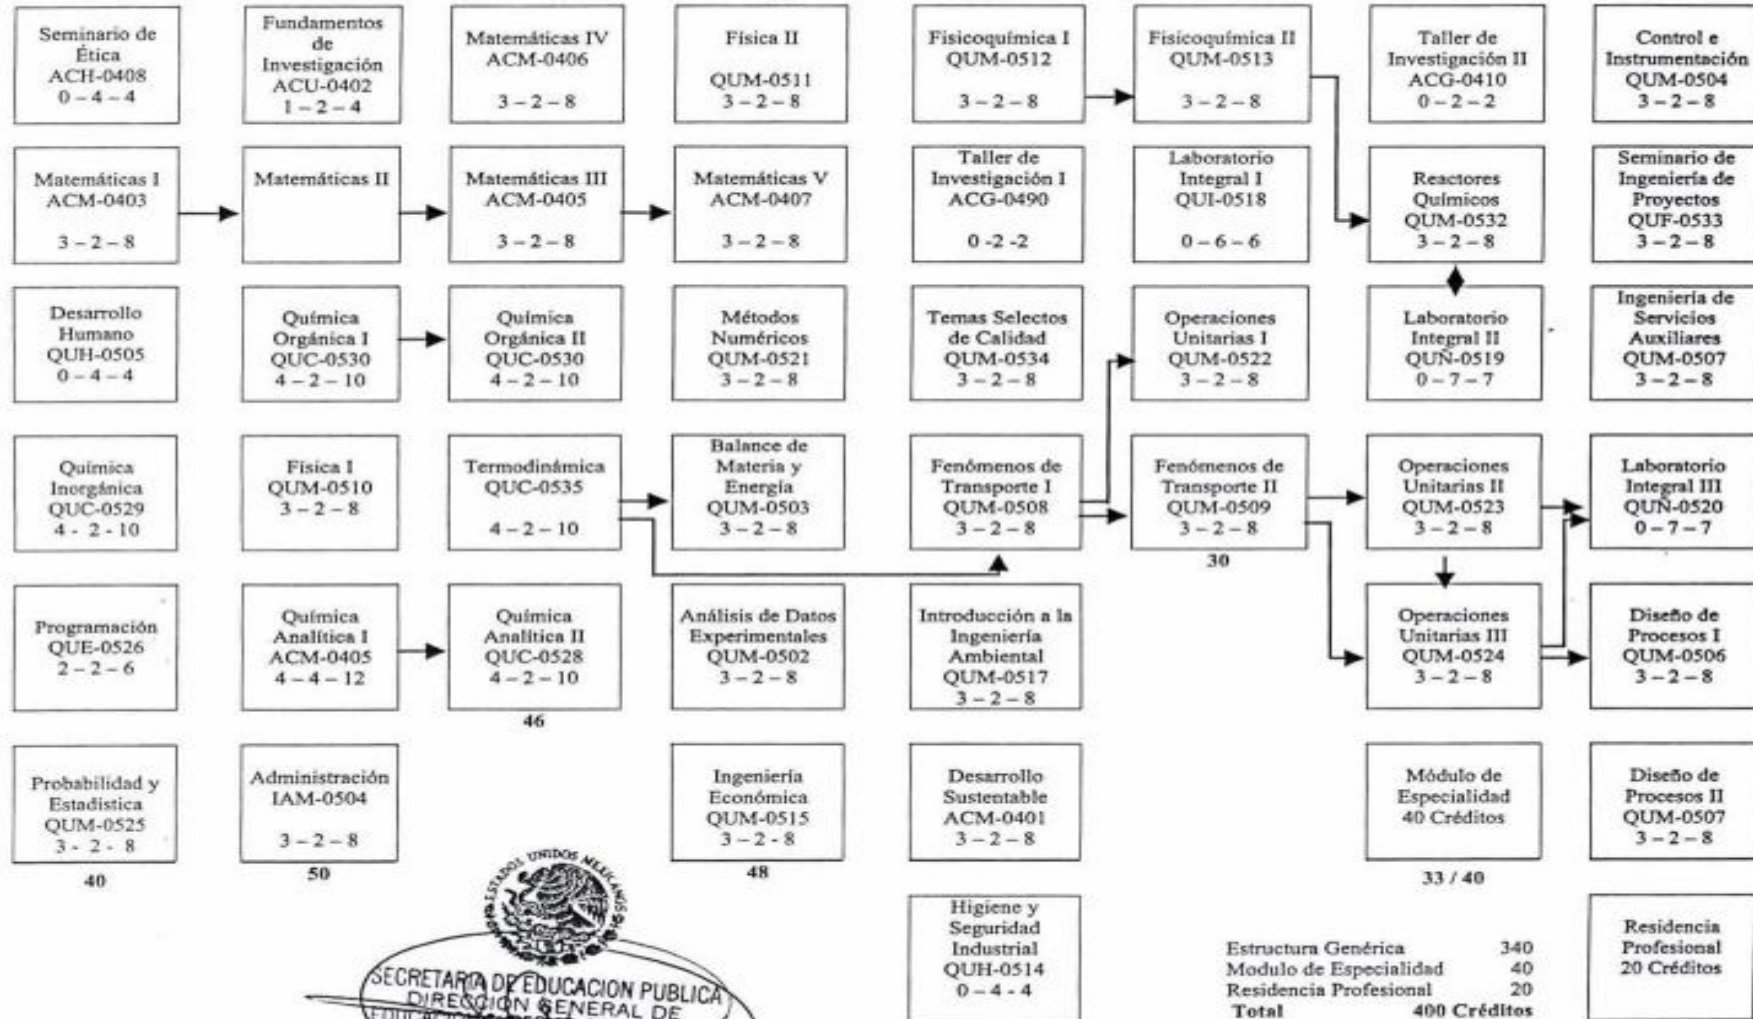 Seminario de
Ética
ACH-0408
0 – 4 – 4
Fundamentos
de
Investigación
ACU-0402
1 – 2 – 4
Matemáticas IV
ACM-0406
3 – 2 – 8
Física II
QUM-0511
3 – 2 – 8
Fisicoquímica I
QUM-0512
3 – 2 – 8
Fisicoquímica II
QUM-0513
3 – 2 – 8
Taller de
Investigación II
ACG-0410
0 – 2 – 2
Control e
Instrumentación
QUM-0504
3 – 2 – 8
Matemáticas I
ACM-0403
3 – 2 – 8
Matemáticas II
Matemáticas III
ACM-0405
3 – 2 – 8
Matemáticas V
ACM-0407
3 – 2 – 8
Taller de
Investigación I
ACG-0490
0 -2 -2
Laboratorio
Integral I
QUI-0518
0 – 6 – 6
Reactores
Químicos
QUM-0532
3 – 2 – 8
Seminario de
Ingeniería de
Proyectos
QUF-0533
3 – 2 – 8
Desarrollo
Humano
QUH-0505
0 – 4 – 4
Química
Orgánica I
QUC-0530
4 – 2 – 10
Química
Orgánica II
QUC-0530
4 – 2 – 10
Métodos
Numéricos
QUM-0521
3 – 2 – 8
Temas Selectos
de Calidad
QUM-0534
3 – 2 – 8
Operaciones
Unitarias I
QUM-0522
3 – 2 – 8
Laboratorio
Integral II
QUÑ-0519
0 – 7 – 7
Ingeniería de
Servicios
Auxiliares
QUM-0507
3 – 2 – 8
Química
Inorgánica
QUC-0529
4 - 2 - 10
Física I
QUM-0510
3 – 2 – 8
Termodinámica
QUC-0535
4 – 2 – 10
Balance de
Materia y
Energía
QUM-0503
3 – 2 – 8
Fenómenos de
Transporte I
QUM-0508
3 – 2 – 8
Fenómenos de
Transporte II
QUM-0509
3 – 2 – 8
30
Operaciones
Unitarias II
QUM-0523
3 – 2 – 8
Laboratorio
Integral III
QUÑ-0520
0 – 7 – 7
Programación
QUE-0526
2 – 2 – 6
Química
Analítica I
ACM-0405
4 – 4 – 12
Química
Analítica II
QUC-0528
4 – 2 – 10
46
Análisis de Datos
Experimentales
QUM-0502
3 – 2 – 8
Introducción a la
Ingeniería
Ambiental
QUM-0517
3 – 2 – 8
Operaciones
Unitarias III
QUM-0524
3 – 2 – 8
Diseño de
Procesos I
QUM-0506
3 – 2 – 8
Probabilidad y
Estadistica
QUM-0525
3 - 2 - 8
40
Administración
IAM-0504
3 – 2 – 8
50
Ingeniería
Económica
QUM-0515
3 – 2 - 8
48
Desarrollo
Sustentable
ACM-0401
3 – 2 – 8
Módulo de
Especialidad
40 Créditos
33 / 40
Diseño de
Procesos II
QUM-0507
3 – 2 – 8
Higiene y
Seguridad
Industrial
QUH-0514
0 – 4 - 4
Estructura Genérica 340
Modulo de Especialidad 40
Residencia Profesional 20
Total 400 Créditos
Residencia
Profesional
20 Créditos
ESTADOS UNIDOS MEXICANOS
SECRETARIA DE EDUCACION PUBLICA
DIRECCION GENERAL DE